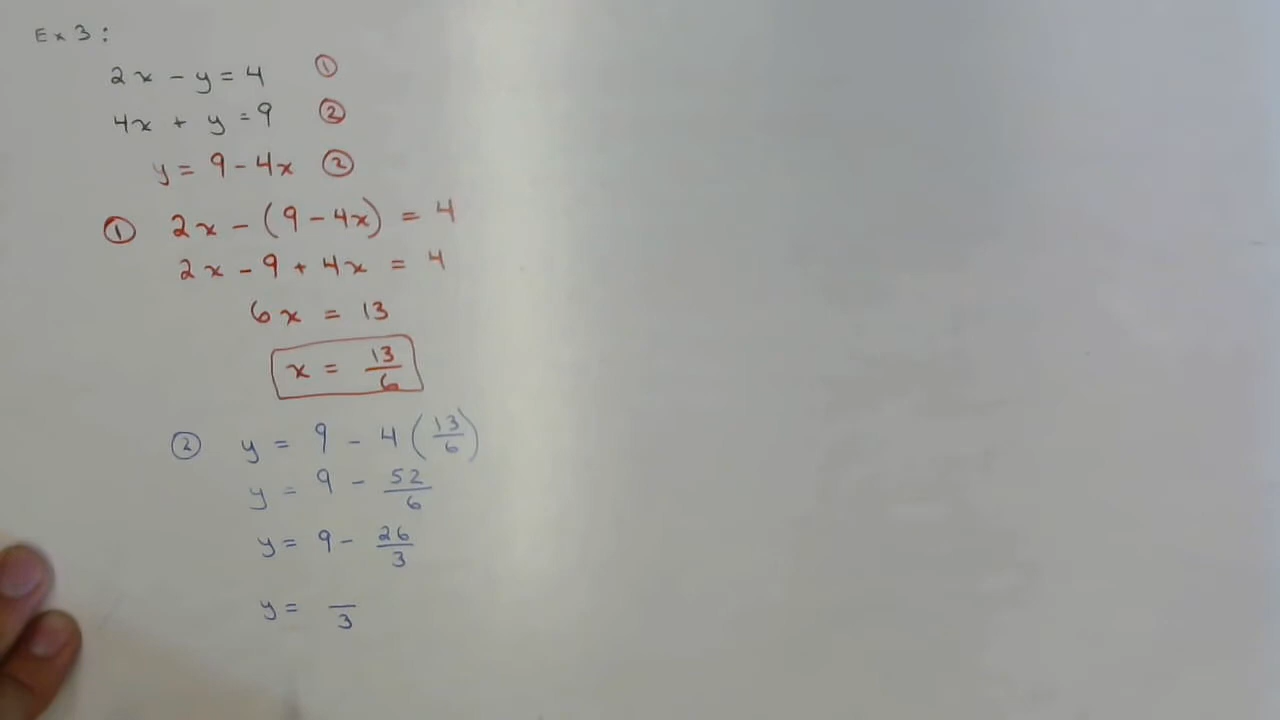 Ex 3:
2x - y = 4 ①
4x + y = 9 ②
y = 9 - 4x ②
① 2x - (9 - 4x) = 4
2x - 9 + 4x = 4
6x = 13
x = 13/6
② y = 9 - 4(13/6)
y = 9 - 52/6
y = 9 - 26/3
y = /3